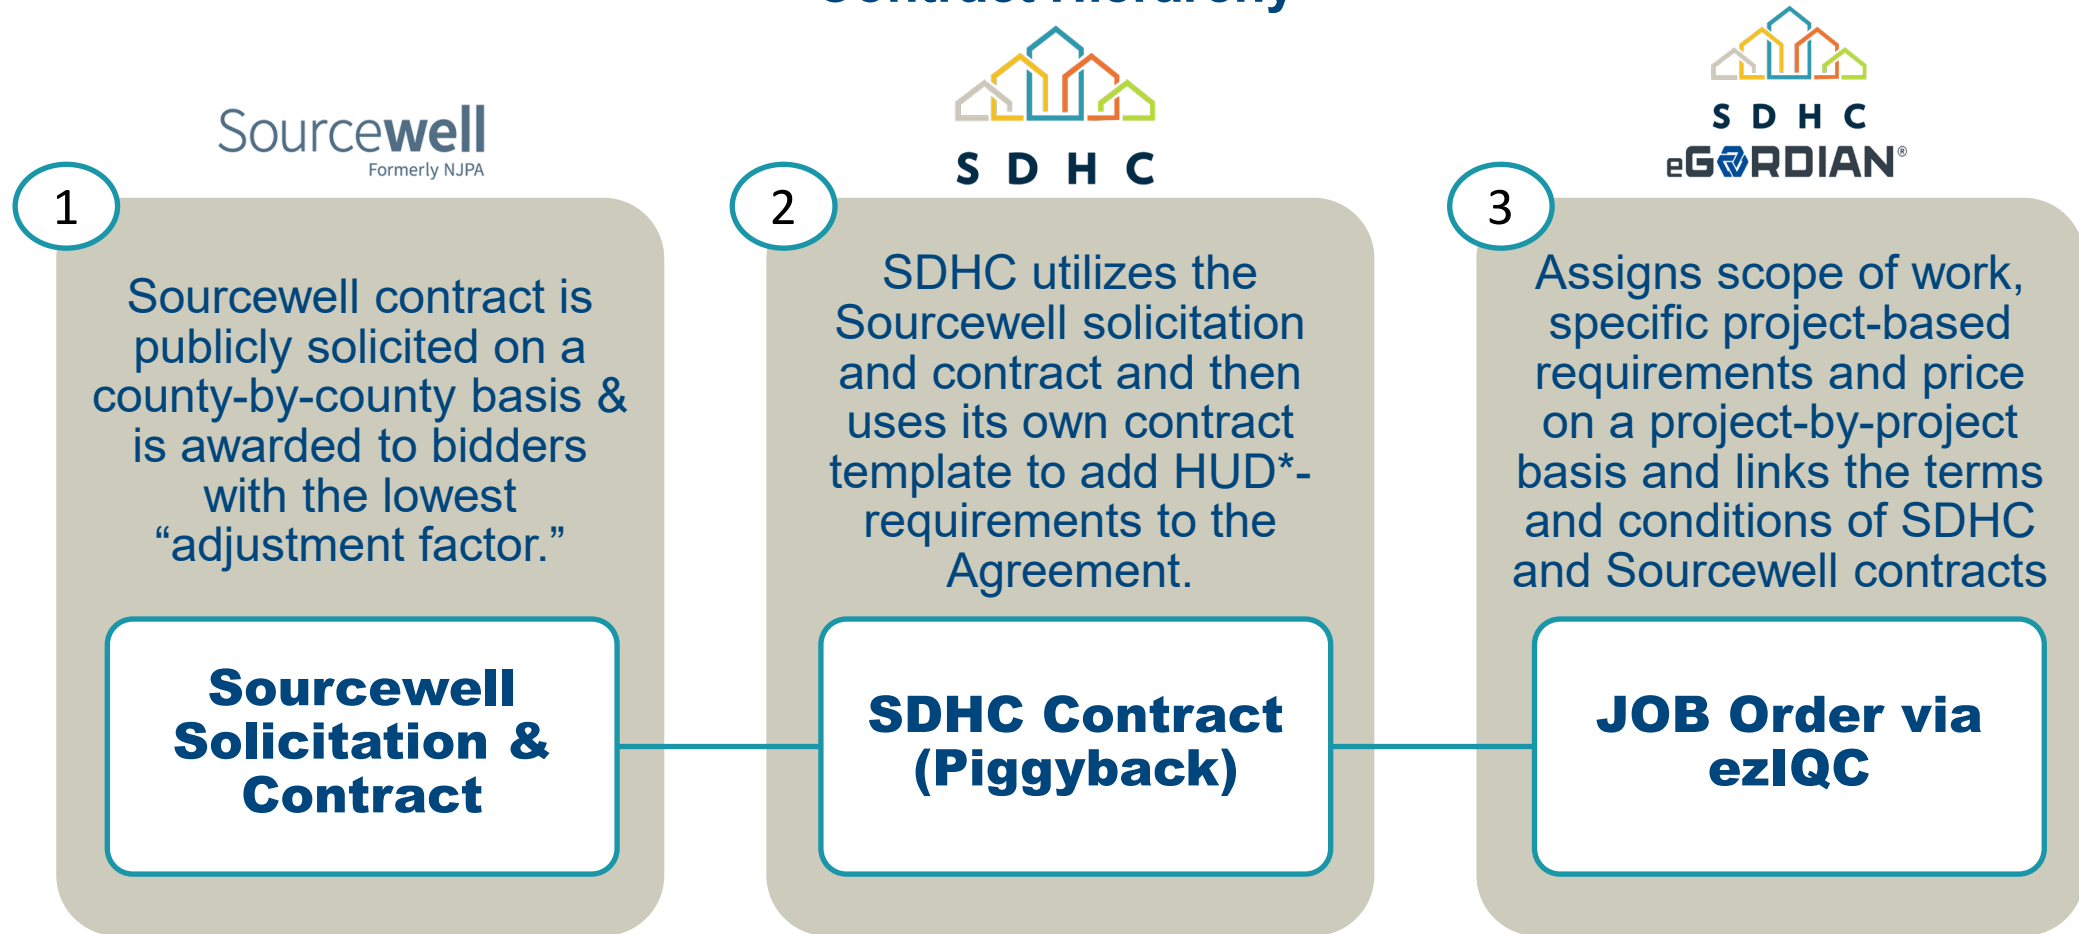 Contract Hierarchy
Sourcewell
Formerly NJPA
1
Sourcewell contract is
publicly solicited on a
county-by-county basis &
is awarded to bidders
with the lowest
“adjustment factor.”
Sourcewell
Solicitation &
Contract
SDHC
2
SDHC utilizes the
Sourcewell solicitation
and contract and then
uses its own contract
template to add HUD*-
requirements to the
Agreement.
SDHC Contract
(Piggyback)
SDHC
eGORDIAN®
3
Assigns scope of work,
specific project-based
requirements and price
on a project-by-project
basis and links the terms
and conditions of SDHC
and Sourcewell contracts
JOB Order via
ezIQC